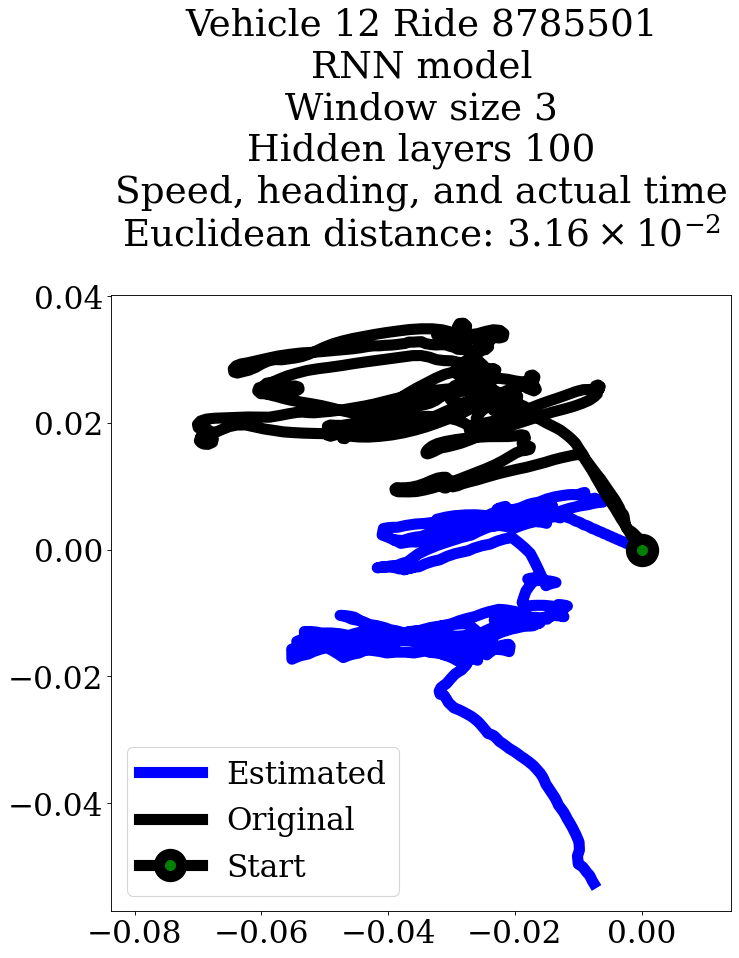 Vehicle 12 Ride 8785501
RNN model
Window size 3
Hidden layers 100
Speed, heading, and actual time
Euclidean distance: 3.16 × 10⁻²
0.04
0.02
0.00
−0.02
−0.04
Estimated
Original
Start
−0.08 −0.06 −0.04 −0.02 0.00